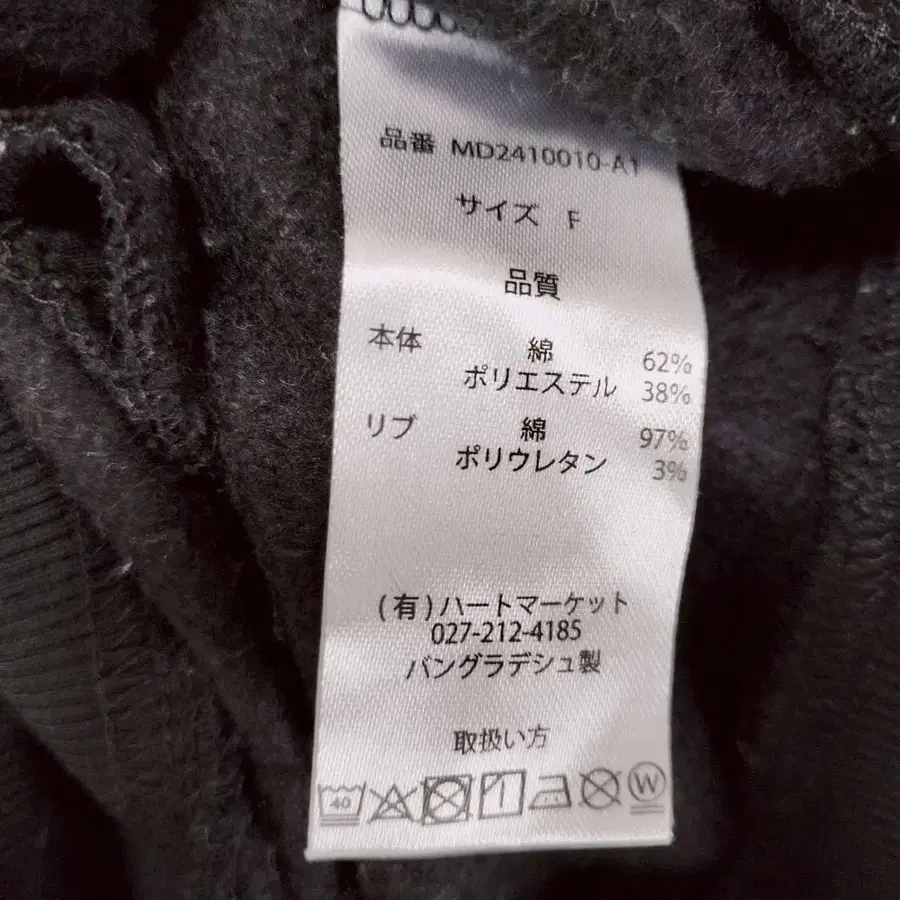 品番 MD2410010-A1
サイズ F
品質
本体 綿 62%
ポリエステル 38%
リブ 綿 97%
ポリウレタン 3%
(有)ハートマーケット
027-212-4185
バングラデシュ製
取扱い方
40 W